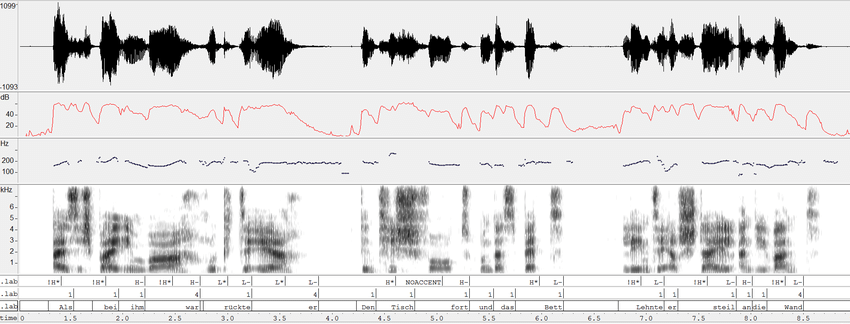 1099
-1093
dB
40
20
Hz
200
100
kHz
6
5
4
3
2
1
.lab !H* !H* H- !H* H- L* L* L- H* NOACCENT H- L- !H* L- !H* H- !H* L-
.lab 1 1 1 4 1 1 4 1 1 1 1 4 1 1 4 1 1 4
.lab Als bei ihm war rückte er Den Tisch fort und das Bett Lehnte er steil an die Wand
time 0 1.5 2.0 2.5 3.0 3.5 4.0 4.5 5.0 5.5 6.0 6.5 7.0 7.5 8.0 8.5